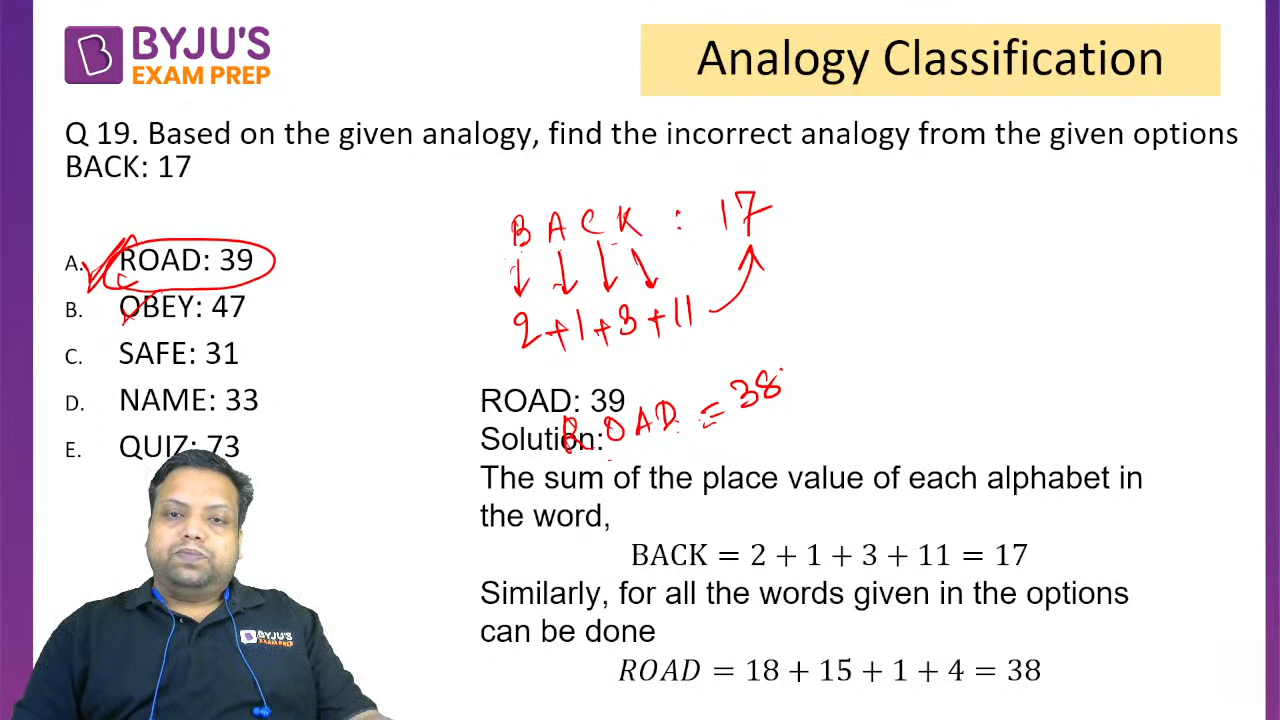 BYJU'S
EXAM PREP
Analogy Classification
Q 19. Based on the given analogy, find the incorrect analogy from the given options
BACK: 17
A. ROAD: 39
B. OBEY: 47
C. SAFE: 31
D. NAME: 33
E. QUIZ: 73
B A C K : 17
2+1+3+11
ROAD: 39
ROAD = 38
Solution:
The sum of the place value of each alphabet in
the word,
BACK = 2 + 1 + 3 + 11 = 17
Similarly, for all the words given in the options
can be done
ROAD = 18 + 15 + 1 + 4 = 38
BYJU'S
EXAM PREP